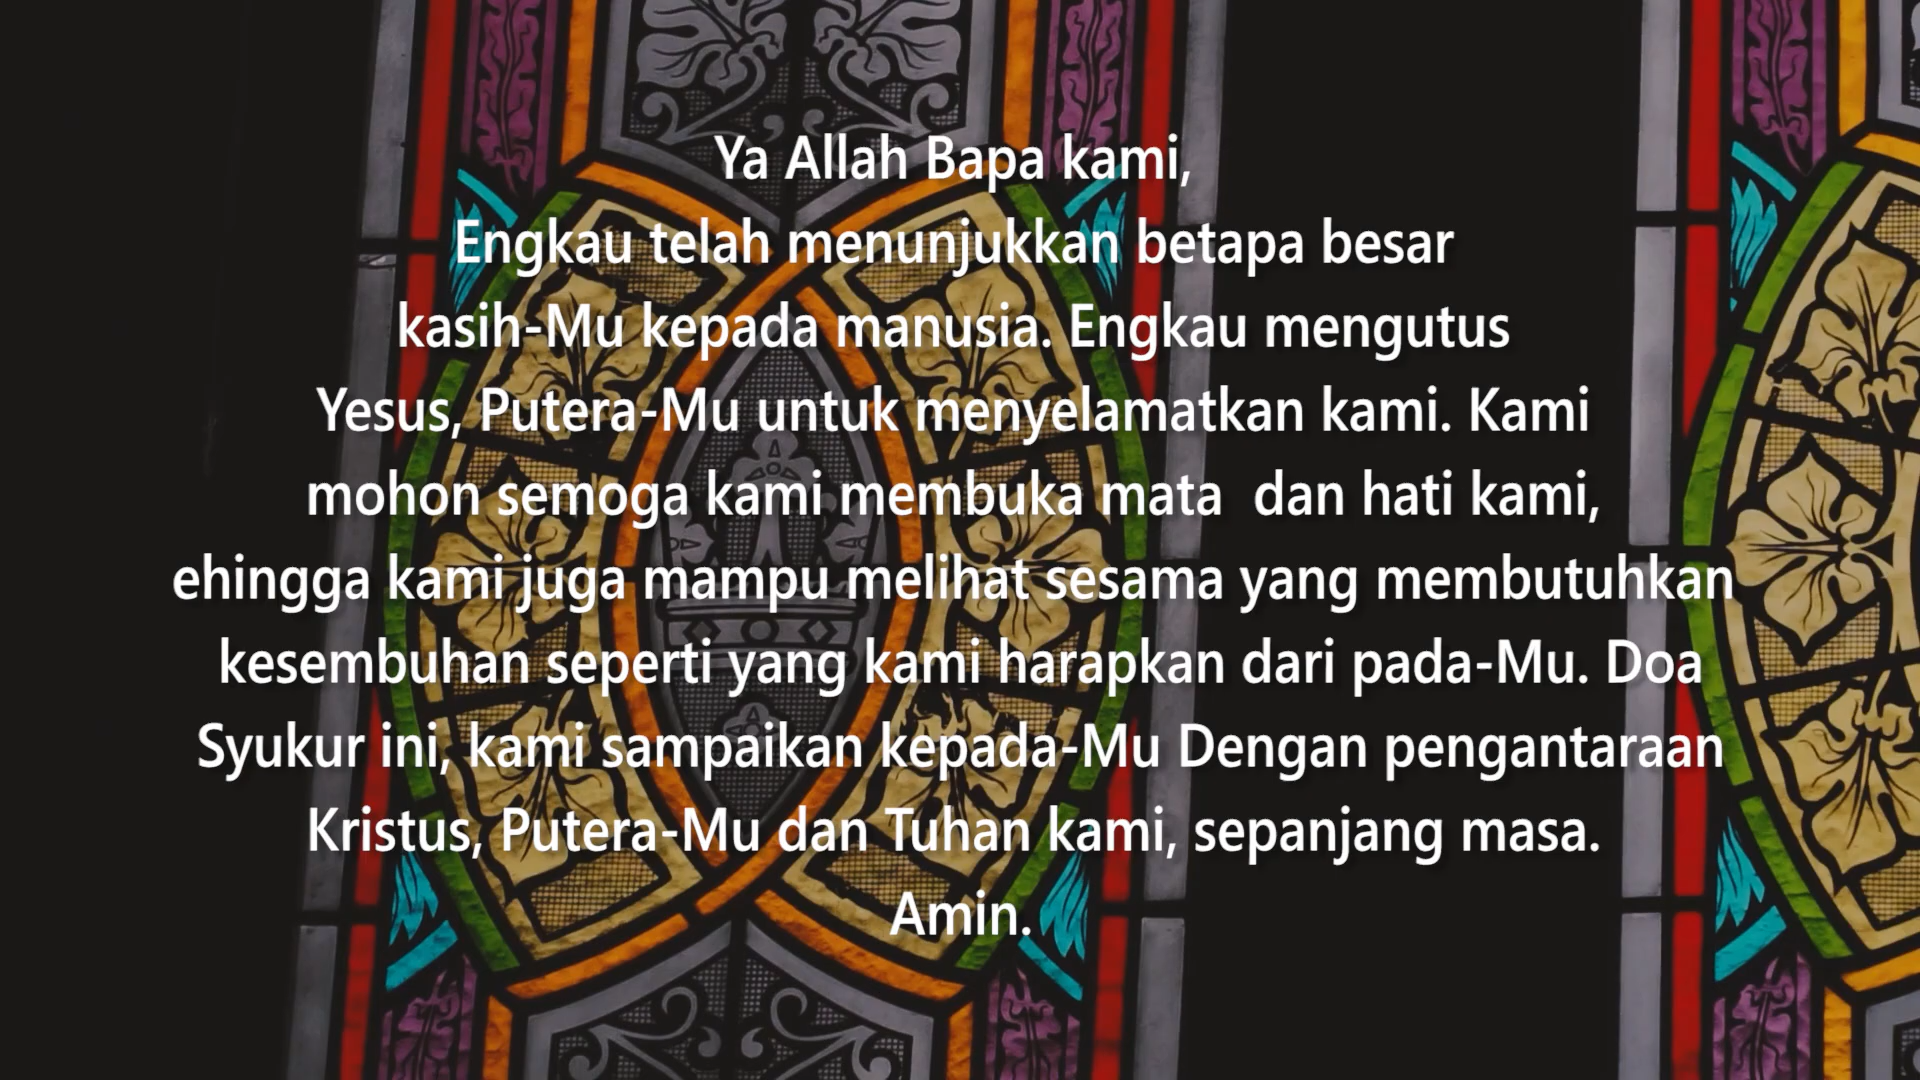 Ya Allah Bapa kami,
Engkau telah menunjukkan betapa besar
kasih-Mu kepada manusia. Engkau mengutus
Yesus, Putera-Mu untuk menyelamatkan kami. Kami
mohon semoga kami membuka mata  dan hati kami,
ehingga kami juga mampu melihat sesama yang membutuhkan
kesembuhan seperti yang kami harapkan dari pada-Mu. Doa
Syukur ini, kami sampaikan kepada-Mu Dengan pengantaraan
Kristus, Putera-Mu dan Tuhan kami, sepanjang masa.
Amin.